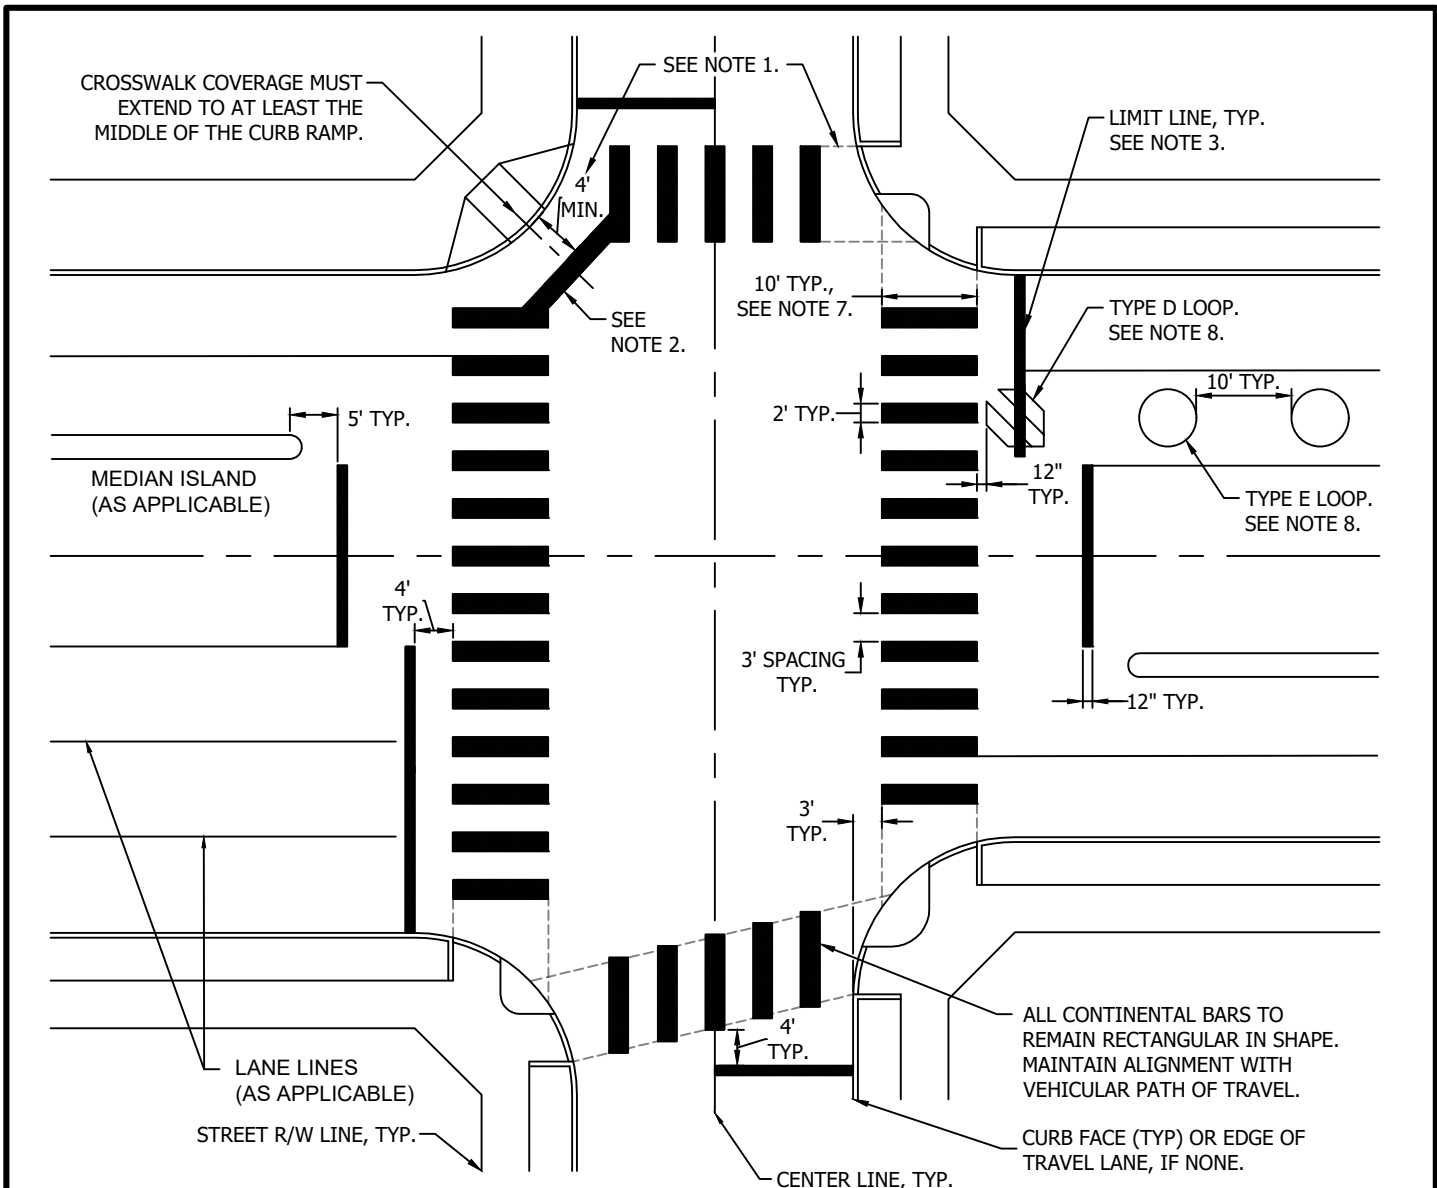 SEE NOTE 1.
CROSSWALK COVERAGE MUST
EXTEND TO AT LEAST THE
MIDDLE OF THE CURB RAMP.
LIMIT LINE, TYP.
SEE NOTE 3.
4'
MIN.
10' TYP.,
SEE NOTE 7.
SEE
NOTE 2.
TYPE D LOOP.
SEE NOTE 8.
10' TYP.
5' TYP.
2' TYP.
MEDIAN ISLAND
(AS APPLICABLE)
12"
TYP.
TYPE E LOOP.
SEE NOTE 8.
4'
TYP.
3' SPACING
TYP.
12" TYP.
3'
TYP.
4'
TYP.
ALL CONTINENTAL BARS TO
REMAIN RECTANGULAR IN SHAPE.
MAINTAIN ALIGNMENT WITH
VEHICULAR PATH OF TRAVEL.
LANE LINES
(AS APPLICABLE)
STREET R/W LINE, TYP.
CURB FACE (TYP) OR EDGE OF
TRAVEL LANE, IF NONE.
CENTER LINE, TYP.